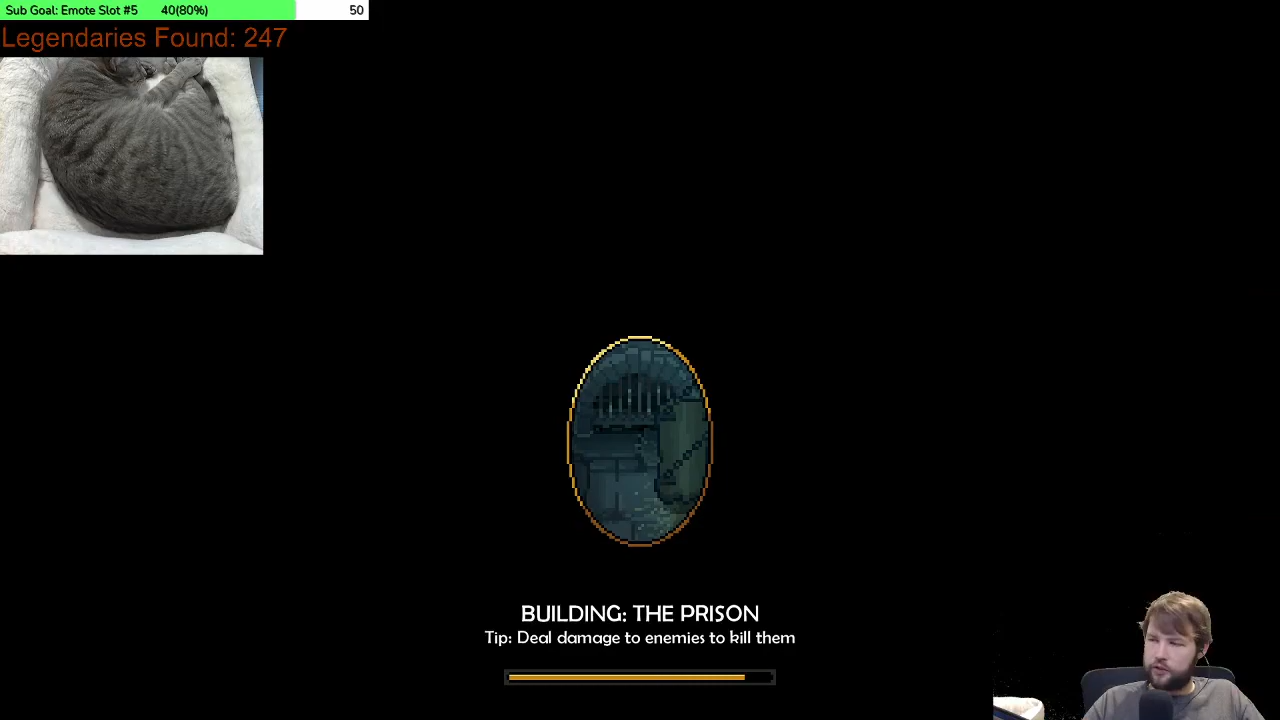 Sub Goal: Emote Slot #5 40(80%) 50
Legendaries Found: 247
BUILDING: THE PRISON
Tip: Deal damage to enemies to kill them